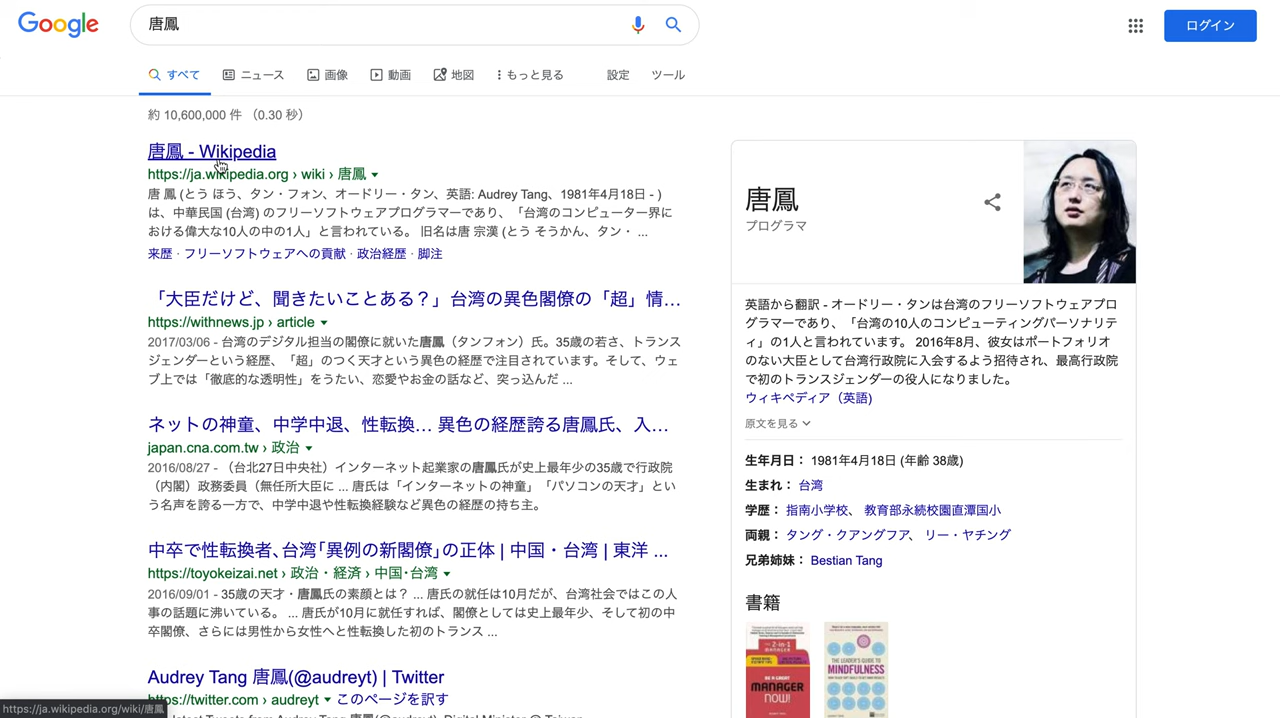 Google
唐鳳
ログイン
すべて
ニュース
画像
動画
地図
もっと見る
設定
ツール
約 10,600,000 件 （0.30 秒）
唐鳳 - Wikipedia
https://ja.wikipedia.org › wiki › 唐鳳
唐 鳳 (とう ほう、タン・フォン、オードリー・タン、英語: Audrey Tang、1981年4月18日 - )
は、中華民国 (台湾) のフリーソフトウェアプログラマーであり、「台湾のコンピューター界に
おける偉大な10人の中の1人」と言われている。 旧名は唐 宗漢 (とう そうかん、タン・ ...
来歴 · フリーソフトウェアへの貢献 · 政治経歴 · 脚注
「大臣だけど、聞きたいことある？」台湾の異色閣僚の「超」情...
https://withnews.jp › article
2017/03/06 - 台湾のデジタル担当の閣僚に就いた唐鳳（タンフォン）氏。35歳の若さ、トランス
ジェンダーという経歴、「超」のつく天才という異色の経歴で注目されています。そして、ウェ
ブ上では「徹底的な透明性」をうたい、恋愛やお金の話など、突っ込んだ ...
ネットの神童、中学中退、性転換... 異色の経歴誇る唐鳳氏、入...
japan.cna.com.tw › 政治
2016/08/27 - （台北27日中央社）インターネット起業家の唐鳳氏が史上最年少の35歳で行政院
（内閣）政務委員（無任所大臣に ... 唐氏は「インターネットの神童」「パソコンの天才」とい
う名声を誇る一方で、中学中退や性転換経験など異色の経歴の持ち主。
中卒で性転換者､台湾｢異例の新閣僚｣の正体 | 中国・台湾 | 東洋 ...
https://toyokeizai.net › 政治・経済 › 中国･台湾
2016/09/01 - 35歳の天才・唐鳳氏の素顔とは？ ... 唐氏の就任は10月だが、台湾社会ではこの人
事の話題に沸いている。 ... 唐氏が10月に就任すれば、閣僚としては史上最年少、そして初の中
卒閣僚、さらには男性から女性へと性転換した初のトランス ...
Audrey Tang 唐鳳(@audreyt) | Twitter
https://twitter.com › audreyt このページを訳す
https://ja.wikipedia.org/wiki/唐鳳
唐鳳
プログラマ
英語から翻訳 - オードリー・タンは台湾のフリーソフトウェアプロ
グラマーであり、「台湾の10人のコンピューティングパーソナリテ
ィ」の1人と言われています。 2016年8月、彼女はポートフォリオ
のない大臣として台湾行政院に入会するよう招待され、最高行政院
で初のトランスジェンダーの役人になりました。
ウィキペディア（英語）
原文を見る
生年月日： 1981年4月18日 (年齢 38歳)
生まれ： 台湾
学歴： 指南小学校、 教育部永続校園直潭国小
両親： タング・クアングフア、 リー・ヤチング
兄弟姉妹： Bestian Tang
書籍
BE A GREAT
MANAGER
NOW!
THE LEADER'S GUIDE TO
MINDFULNESS